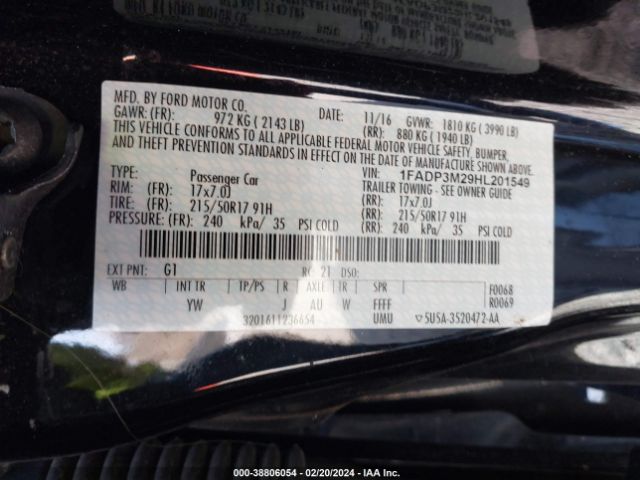 MFD. BY FORD MOTOR CO.
DATE: 11/16 GVWR: 1810 KG ( 3990 LB)
GAWR: (FR): 972 KG ( 2143 LB) (RR): 880 KG ( 1940 LB)
THIS VEHICLE CONFORMS TO ALL APPLICABLE FEDERAL MOTOR VEHICLE SAFETY, BUMPER,
AND THEFT PREVENTION STANDARDS IN EFFECT ON THE DATE OF MANUFACTURE SHOWN ABOVE.
VIN: 1FADP3M29HL201549
TYPE: Passenger Car TRAILER TOWING - SEE OWNER GUIDE
RIM: (FR): 17x7.0J (RR): 17x7.0J
TIRE: (FR): 215/50R17 91H (RR): 215/50R17 91H
PRESSURE: (FR): 240 kPa/ 35 PSI COLD (RR): 240 kPa/ 35 PSI COLD
EXT PNT: G1 RC: 21 DSO: F0068
WB INT TR TP/PS R AXLE TR SPR R0069
YW J AU W FFFF
3201611236654 UMU ▽5U5A-3520472-AA
000-38806054 - 02/20/2024 - IAA Inc.